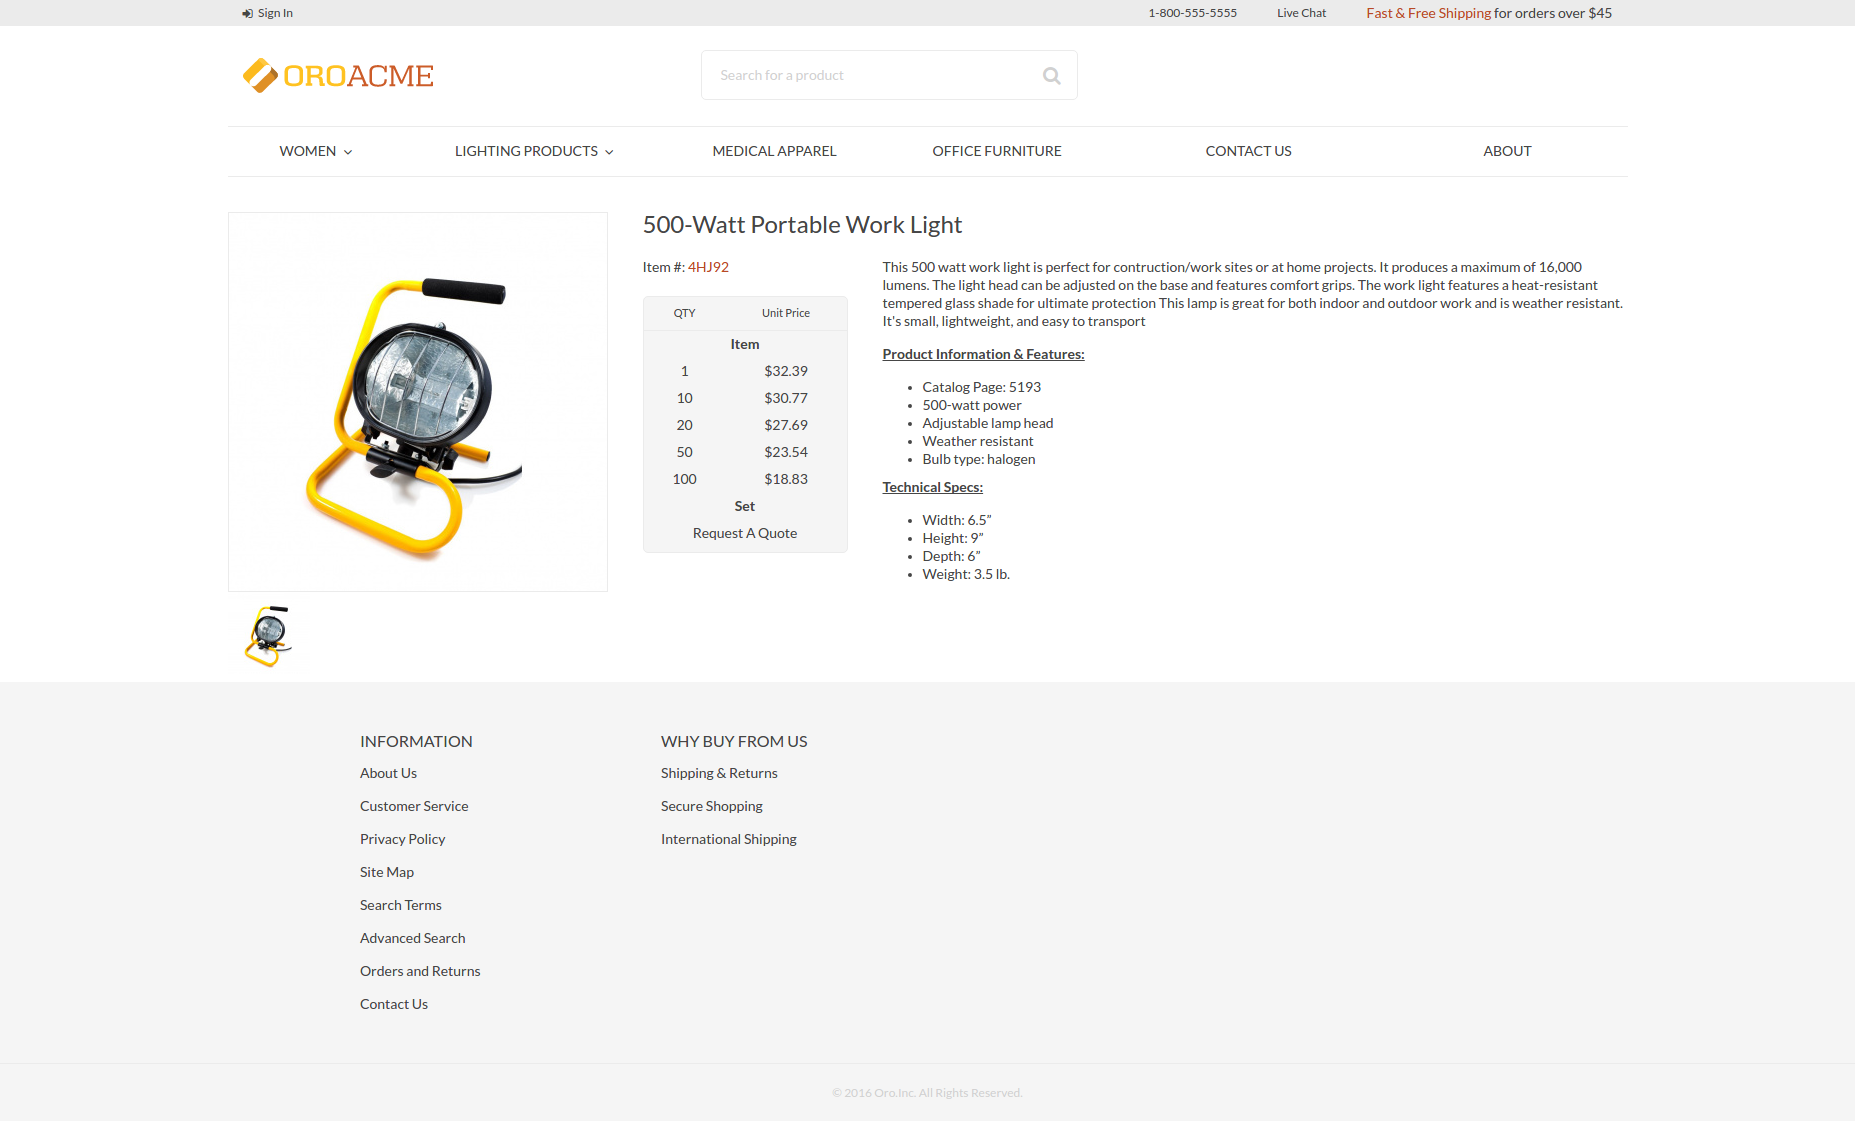 Sign In
1-800-555-5555
Live Chat
Fast & Free Shipping for orders over $45
OROACME
Search for a product
WOMEN
LIGHTING PRODUCTS
MEDICAL APPAREL
OFFICE FURNITURE
CONTACT US
ABOUT
500-Watt Portable Work Light
Item #: 4HJ92
QTY Unit Price
Item
1 $32.39
10 $30.77
20 $27.69
50 $23.54
100 $18.83
Set
Request A Quote
This 500 watt work light is perfect for contruction/work sites or at home projects. It produces a maximum of 16,000
lumens. The light head can be adjusted on the base and features comfort grips. The work light features a heat-resistant
tempered glass shade for ultimate protection This lamp is great for both indoor and outdoor work and is weather resistant.
It's small, lightweight, and easy to transport
Product Information & Features:
• Catalog Page: 5193
• 500-watt power
• Adjustable lamp head
• Weather resistant
• Bulb type: halogen
Technical Specs:
• Width: 6.5”
• Height: 9”
• Depth: 6”
• Weight: 3.5 lb.
INFORMATION
About Us
Customer Service
Privacy Policy
Site Map
Search Terms
Advanced Search
Orders and Returns
Contact Us
WHY BUY FROM US
Shipping & Returns
Secure Shopping
International Shipping
© 2016 Oro.Inc. All Rights Reserved.